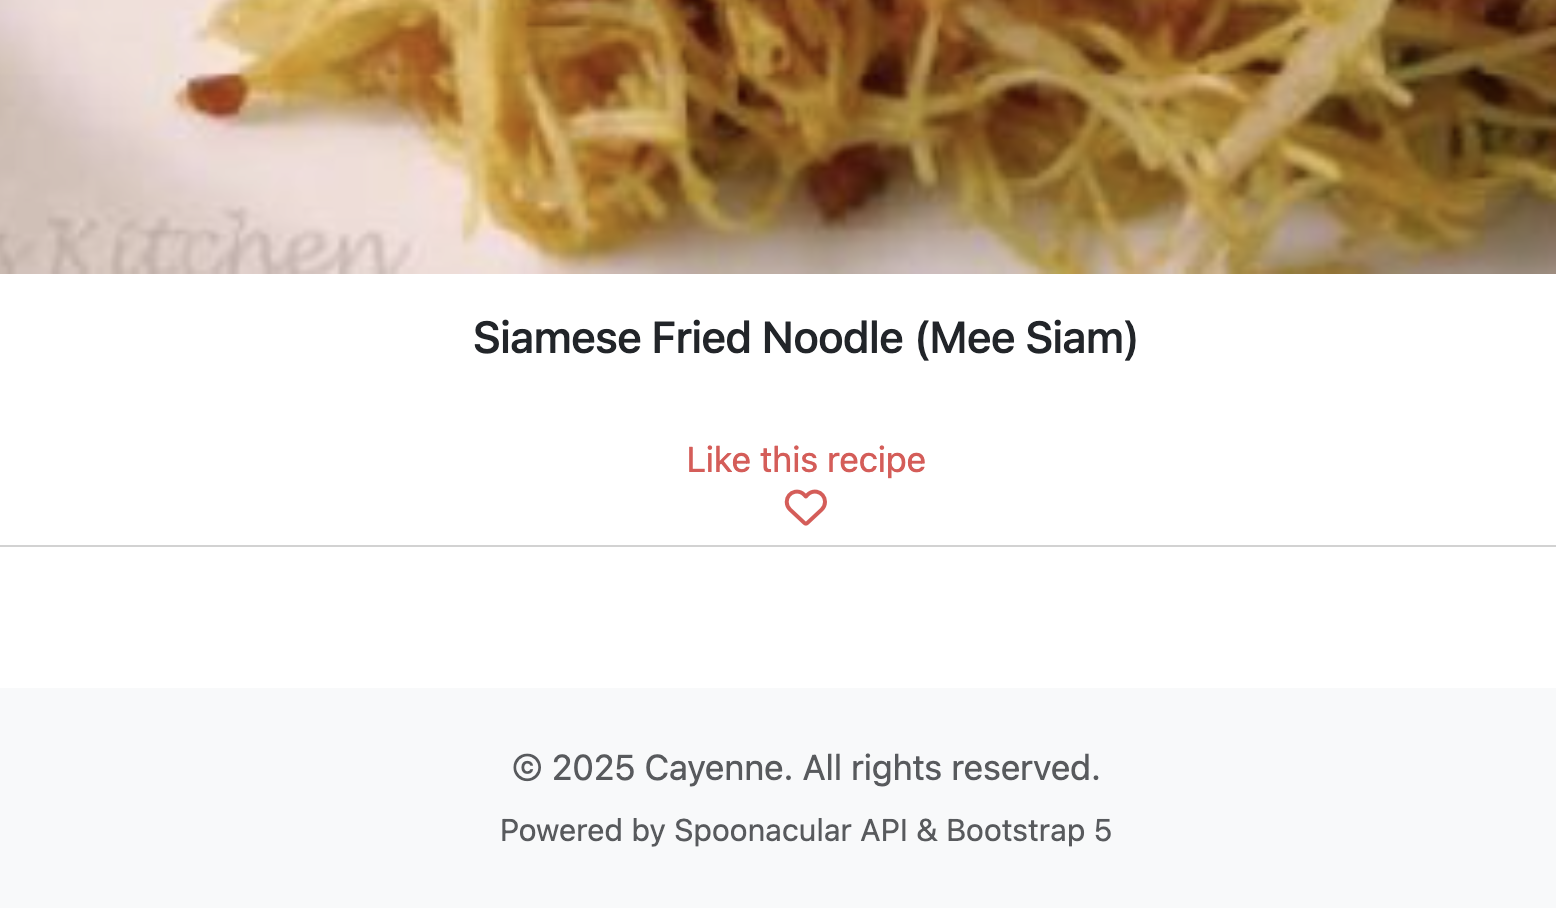 Kitchen
Siamese Fried Noodle (Mee Siam)
Like this recipe
© 2025 Cayenne. All rights reserved.
Powered by Spoonacular API & Bootstrap 5